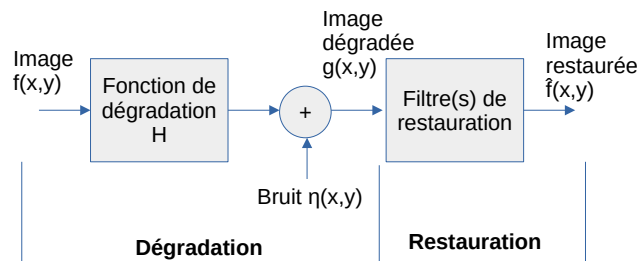 Image
f(x,y)
Fonction de
dégradation
H
+
Bruit η(x,y)
Image
dégradée
g(x,y)
Filtre(s) de
restauration
Image
restaurée
f̂(x,y)
Dégradation
Restauration